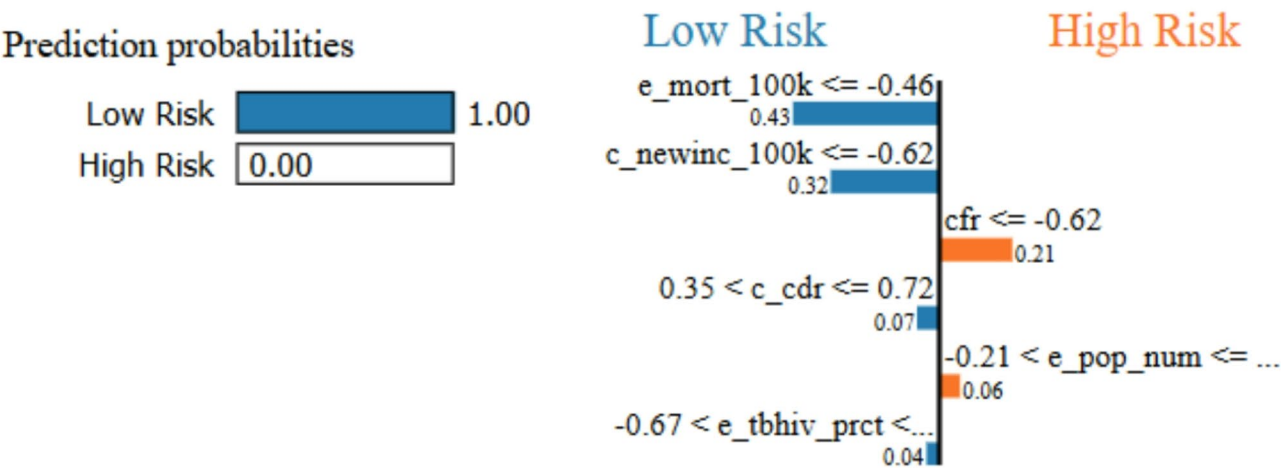 Prediction probabilities
Low Risk 1.00
High Risk 0.00
Low Risk High Risk
e_mort_100k <= -0.46
0.43
c_newinc_100k <= -0.62
0.32
cfr <= -0.62
0.21
0.35 < c_cdr <= 0.72
0.07
-0.21 < e_pop_num <= ...
0.06
-0.67 < e_tbhiv_prct <...
0.04